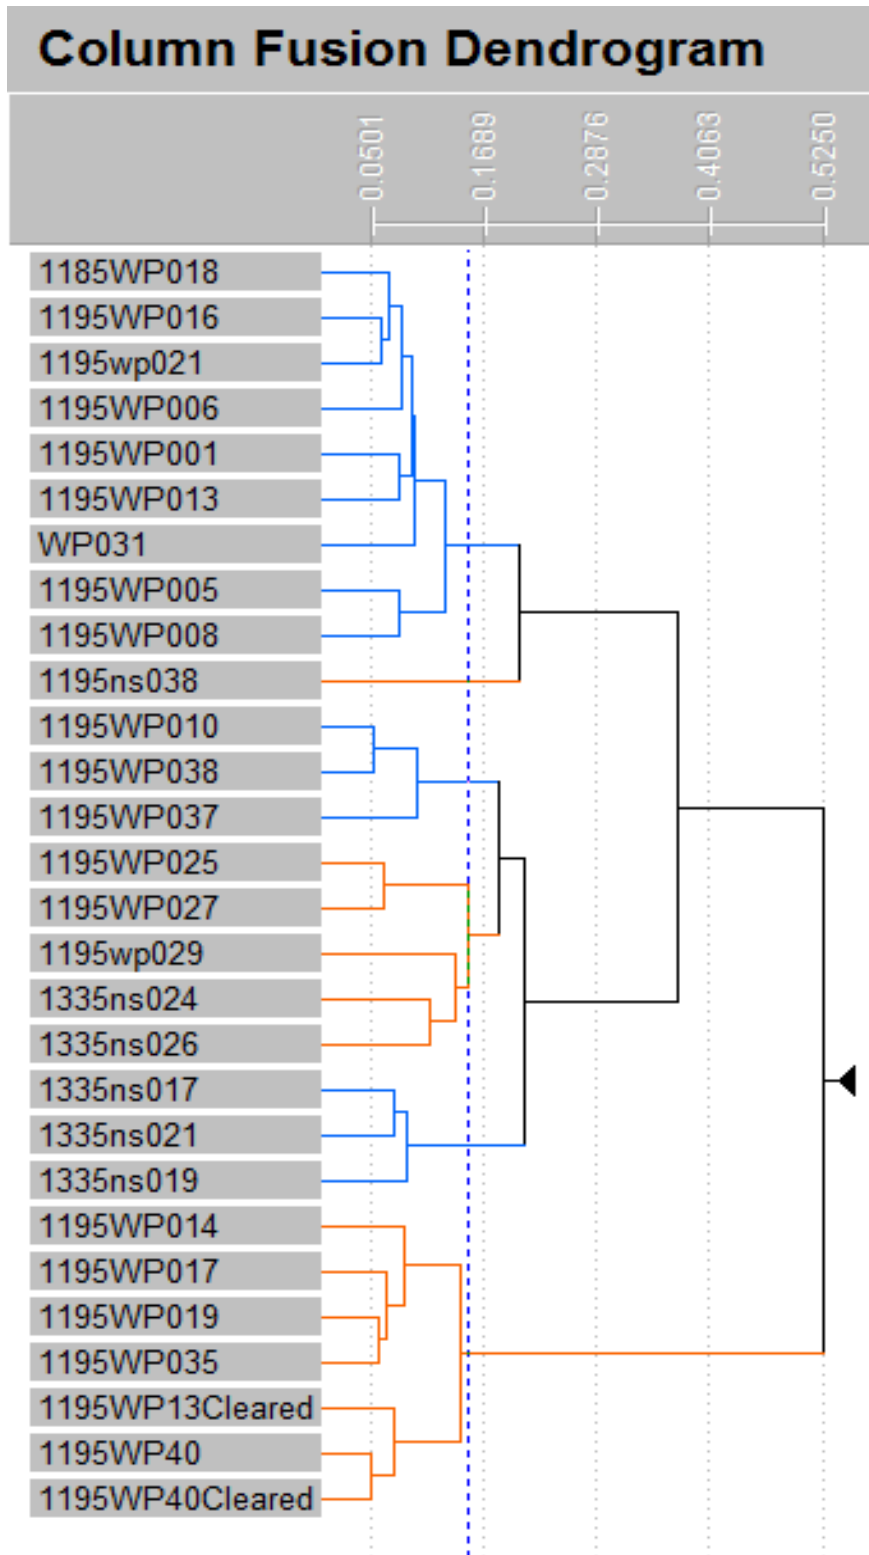 Column Fusion Dendrogram
0.0501
0.1689
0.2876
0.4063
0.5250
1185WP018
1195WP016
1195wp021
1195WP006
1195WP001
1195WP013
WP031
1195WP005
1195WP008
1195ns038
1195WP010
1195WP038
1195WP037
1195WP025
1195WP027
1195wp029
1335ns024
1335ns026
1335ns017
1335ns021
1335ns019
1195WP014
1195WP017
1195WP019
1195WP035
1195WP13Cleared
1195WP40
1195WP40Cleared